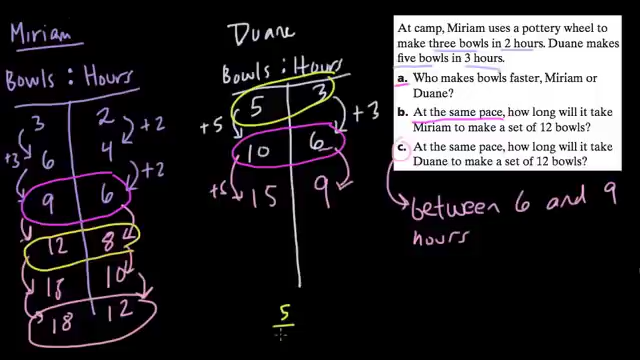 Miriam
Bowls : Hours
3 2
+2
+3 6 4
+2
9 6
12 8
15 10
18 12
Duane
Bowls : Hours
5 3
+5 +3
10 6
+5 15 9
5
At camp, Miriam uses a pottery wheel to
make three bowls in 2 hours. Duane makes
five bowls in 3 hours.
a. Who makes bowls faster, Miriam or
Duane?
b. At the same pace, how long will it take
Miriam to make a set of 12 bowls?
c. At the same pace, how long will it take
Duane to make a set of 12 bowls?
between 6 and 9
hours